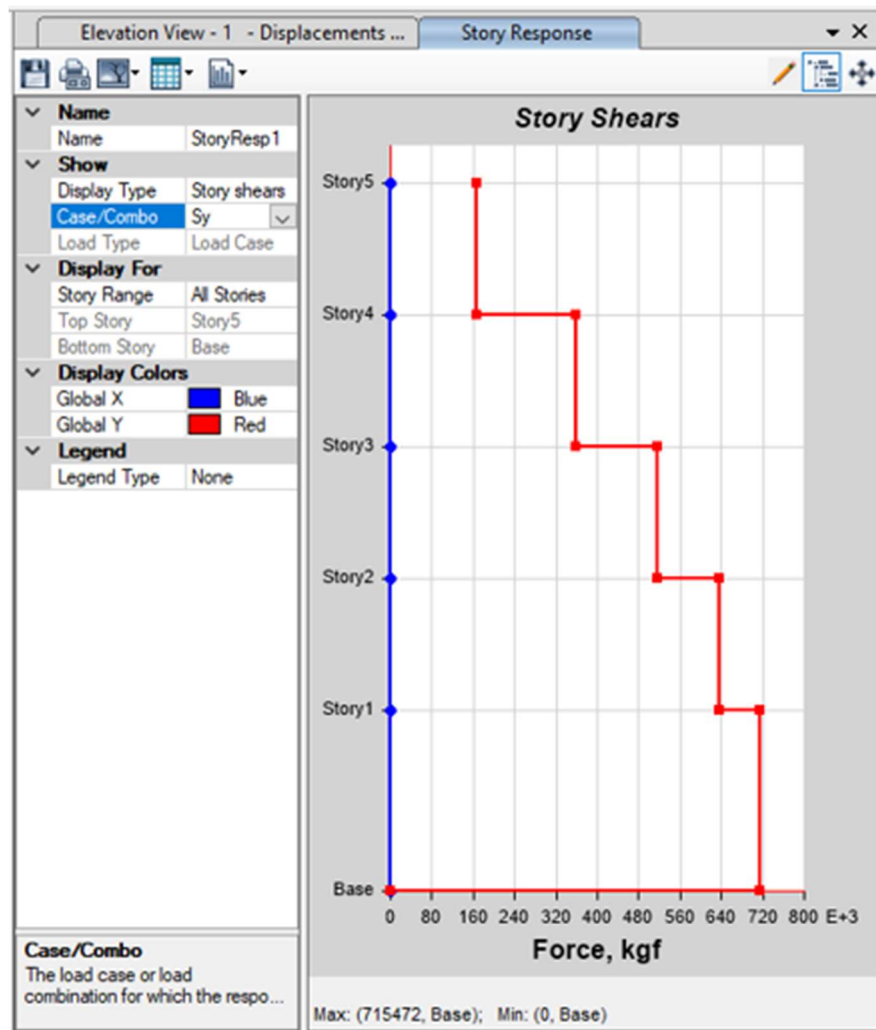 Elevation View - 1 - Displacements ...
Story Response
Name
Name StoryResp1
Show
Display Type Story shears
Case/Combo Sy
Load Type Load Case
Display For
Story Range All Stories
Top Story Story5
Bottom Story Base
Display Colors
Global X Blue
Global Y Red
Legend
Legend Type None
Case/Combo
The load case or load
combination for which the respo...
Story Shears
Story5
Story4
Story3
Story2
Story1
Base
0 80 160 240 320 400 480 560 640 720 800 E+3
Force, kgf
Max: (715472, Base); Min: (0, Base)